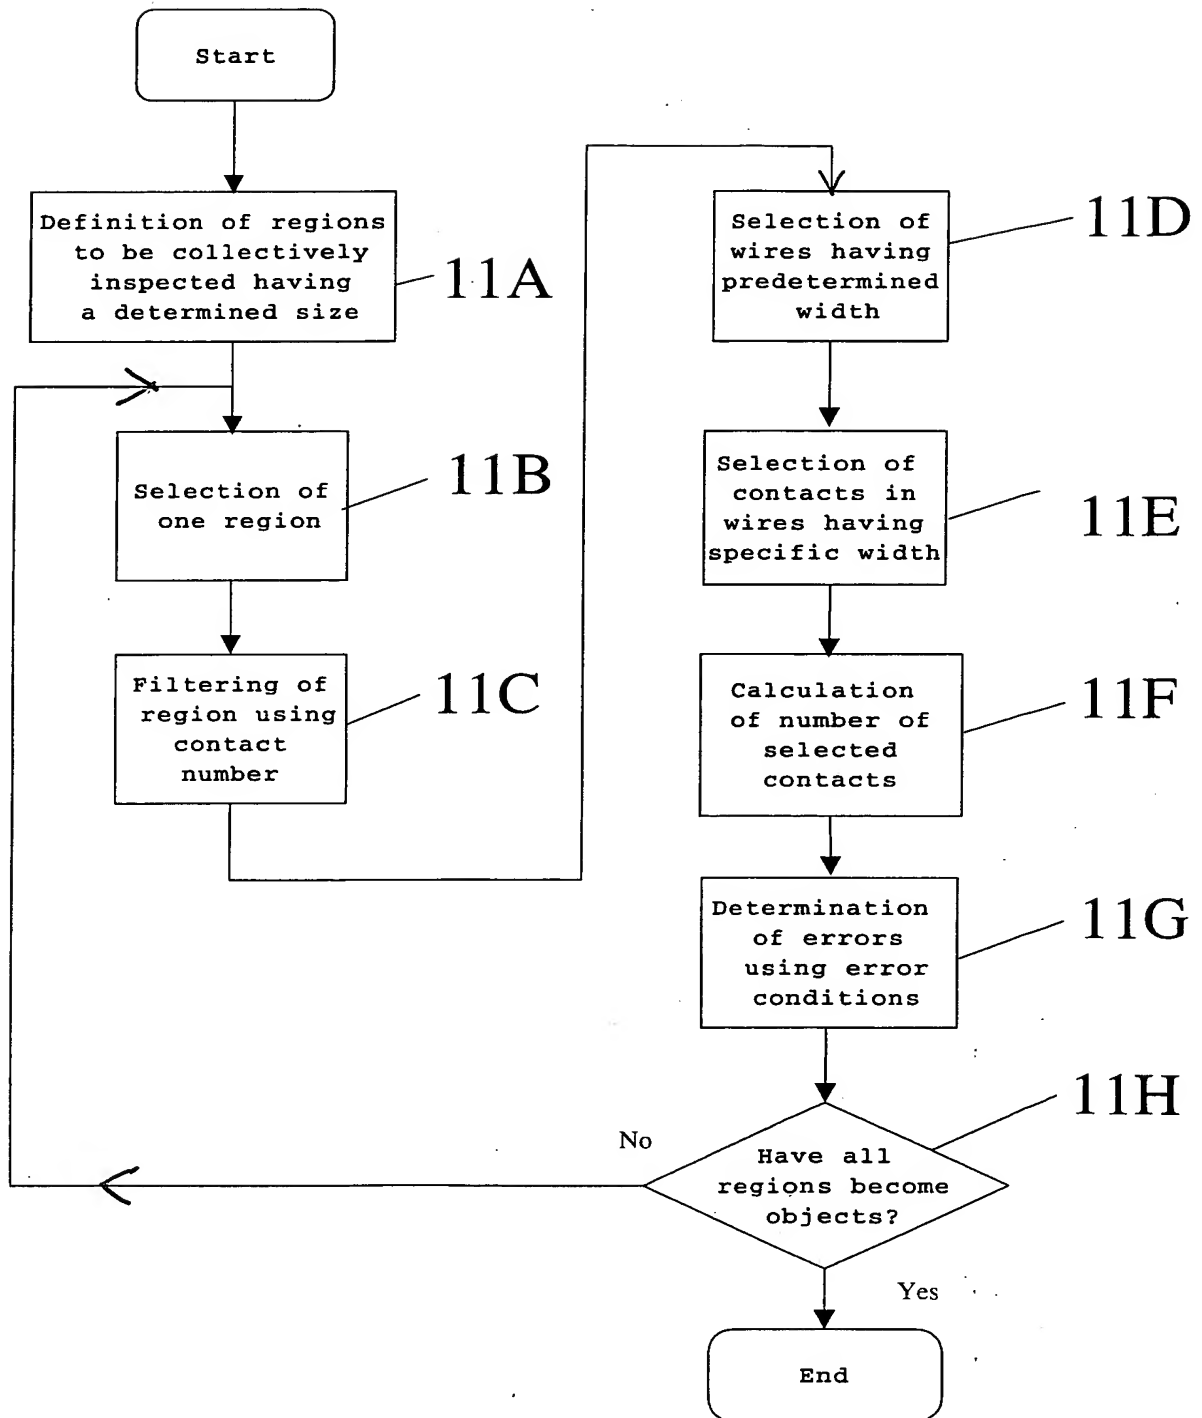 Start
Definition of regions
to be collectively
inspected having
a determined size
11A
Selection of
one region
11B
Filtering of
region using
contact
number
11C
Selection of
wires having
predetermined
width
11D
Selection of
contacts in
wires having
specific width
11E
Calculation
of number of
selected
contacts
11F
Determination
of errors
using error
conditions
11G
Have all
regions become
objects?
11H
No
Yes
End